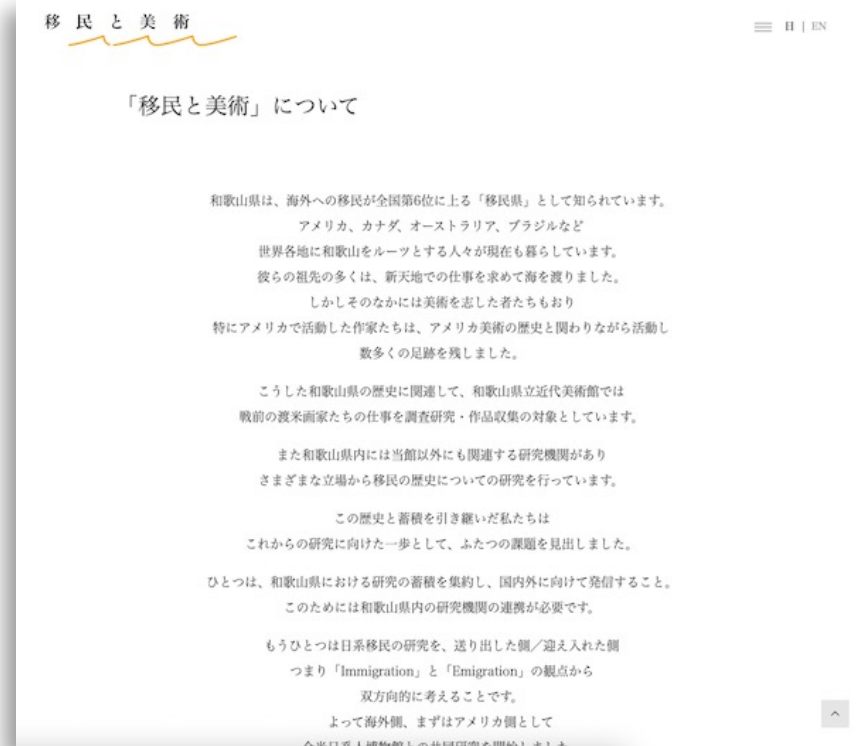 移民と美術
日 | EN
「移民と美術」について
和歌山県は、海外への移民が全国第6位に上る「移民県」として知られています。
アメリカ、カナダ、オーストラリア、ブラジルなど
世界各地に和歌山をルーツとする人々が現在も暮らしています。
彼らの祖先の多くは、新天地での仕事を求めて海を渡りました。
しかしそのなかには美術を志した者たちもおり
特にアメリカで活動した作家たちは、アメリカ美術の歴史と関わりながら活動し
数多くの足跡を残しました。
こうした和歌山県の歴史に関連して、和歌山県立近代美術館では
戦前の渡米画家たちの仕事を調査研究・作品収集の対象としています。
また和歌山県内には当館以外にも関連する研究機関があり
さまざまな立場から移民の歴史についての研究を行っています。
この歴史と蓄積を引き継いだ私たちは
これからの研究に向けた一歩として、ふたつの課題を見出しました。
ひとつは、和歌山県における研究の蓄積を集約し、国内外に向けて発信すること。
このためには和歌山県内の研究機関の連携が必要です。
もうひとつは日系移民の研究を、送り出した側／迎え入れた側
つまり「Immigration」と「Emigration」の観点から
双方向的に考えることです。
よって海外側、まずはアメリカ側として
全米日系人博物館との共同研究を開始しました